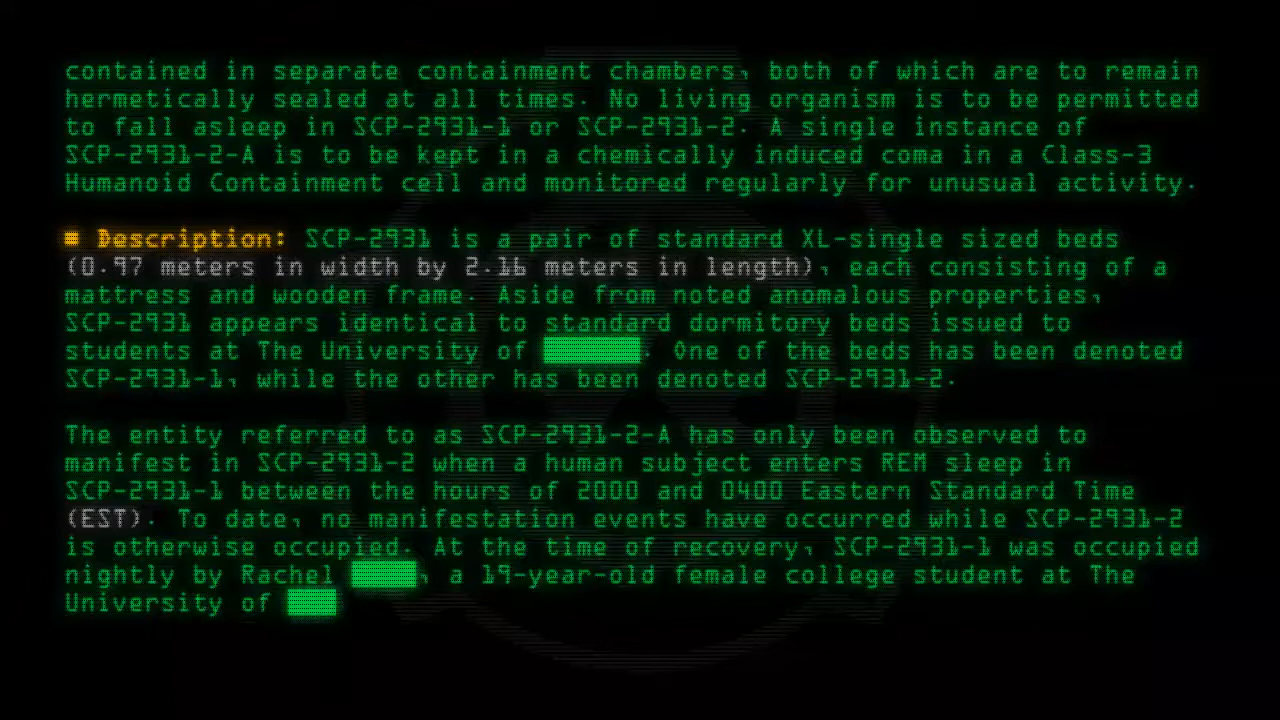 contained in separate containment chambers, both of which are to remain
hermetically sealed at all times. No living organism is to be permitted
to fall asleep in SCP-2931-1 or SCP-2931-2. A single instance of
SCP-2931-2-A is to be kept in a chemically induced coma in a Class-3
Humanoid Containment cell and monitored regularly for unusual activity.
■ Description: SCP-2931 is a pair of standard XL-single sized beds
(0.97 meters in width by 2.16 meters in length), each consisting of a
mattress and wooden frame. Aside from noted anomalous properties,
SCP-2931 appears identical to standard dormitory beds issued to
students at The University of ██████. One of the beds has been denoted
SCP-2931-1, while the other has been denoted SCP-2931-2.
The entity referred to as SCP-2931-2-A has only been observed to
manifest in SCP-2931-2 when a human subject enters REM sleep in
SCP-2931-1 between the hours of 2000 and 0400 Eastern Standard Time
(EST). To date, no manifestation events have occurred while SCP-2931-2
is otherwise occupied. At the time of recovery, SCP-2931-1 was occupied
nightly by Rachel ████, a 19-year-old female college student at The
University of ███